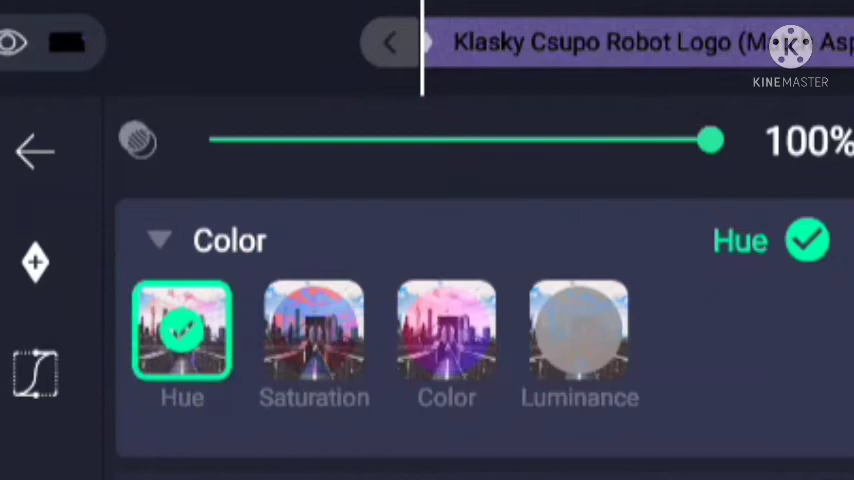 Klasky Csupo Robot Logo (M
KINEMASTER
100%
Color
Hue
Hue
Saturation
Color
Luminance